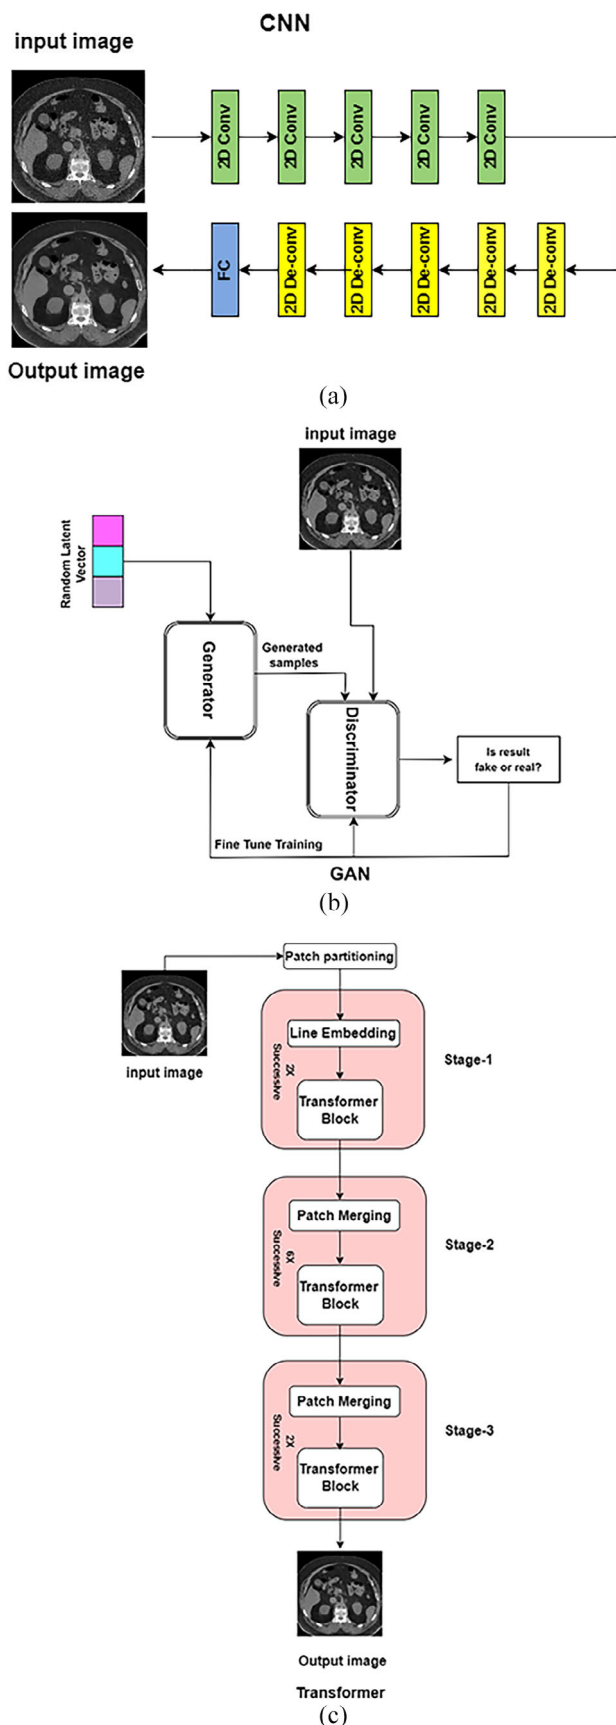 CNN
input image
2D Conv
2D Conv
2D Conv
2D Conv
2D Conv
FC
2D De-conv
2D De-conv
2D De-conv
2D De-conv
2D De-conv
Output image
(a)
input image
Random Latent
Vector
Generator
Generated
samples
Discriminator
Is result
fake or real?
Fine Tune Training
GAN
(b)
Patch partitioning
input image
Line Embedding
2X
Successive
Transformer
Block
Stage-1
Patch Merging
6X
Successive
Transformer
Block
Stage-2
Patch Merging
2X
Successive
Transformer
Block
Stage-3
Output image
Transformer
(c)